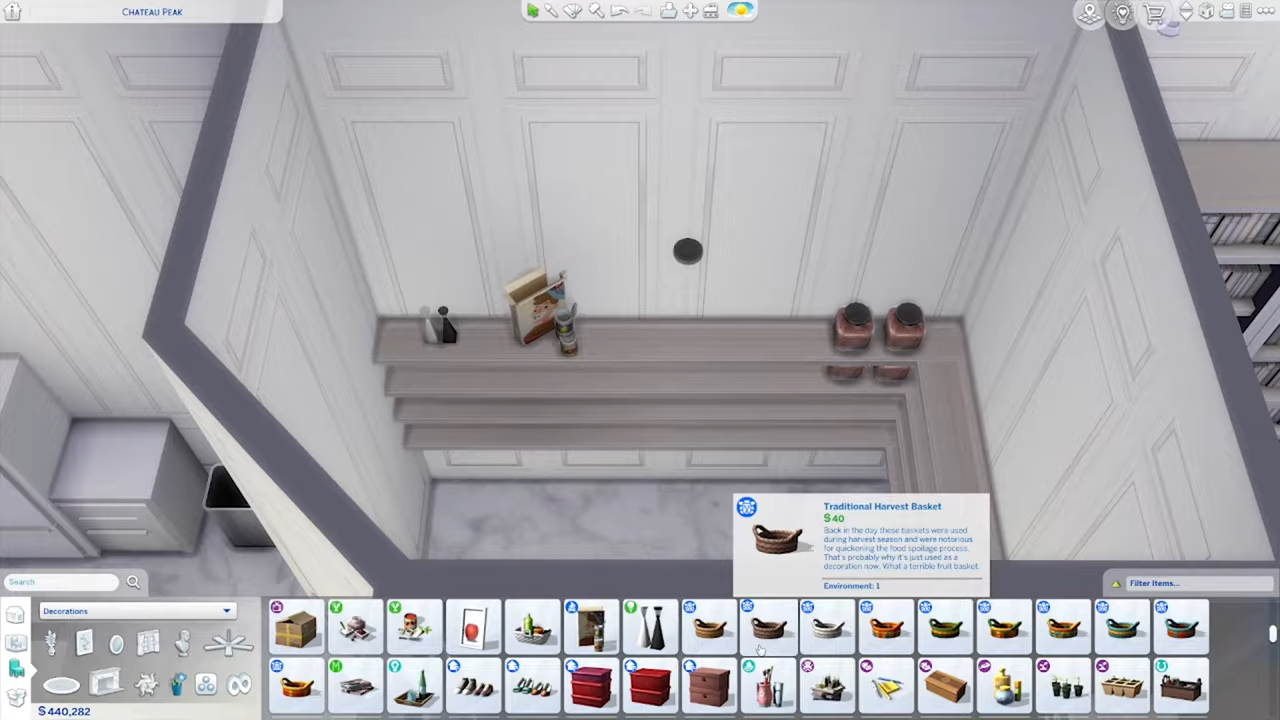 CHATEAU PEAK
Traditional Harvest Basket
§40
Back in the day these baskets were used
during harvest season and were notorious
for quickening the food spoilage process.
That's probably why it's just used as a
decoration now. What a terrible fruit basket.
Environment: 1
Search
Filter Items...
Decorations
§440,282